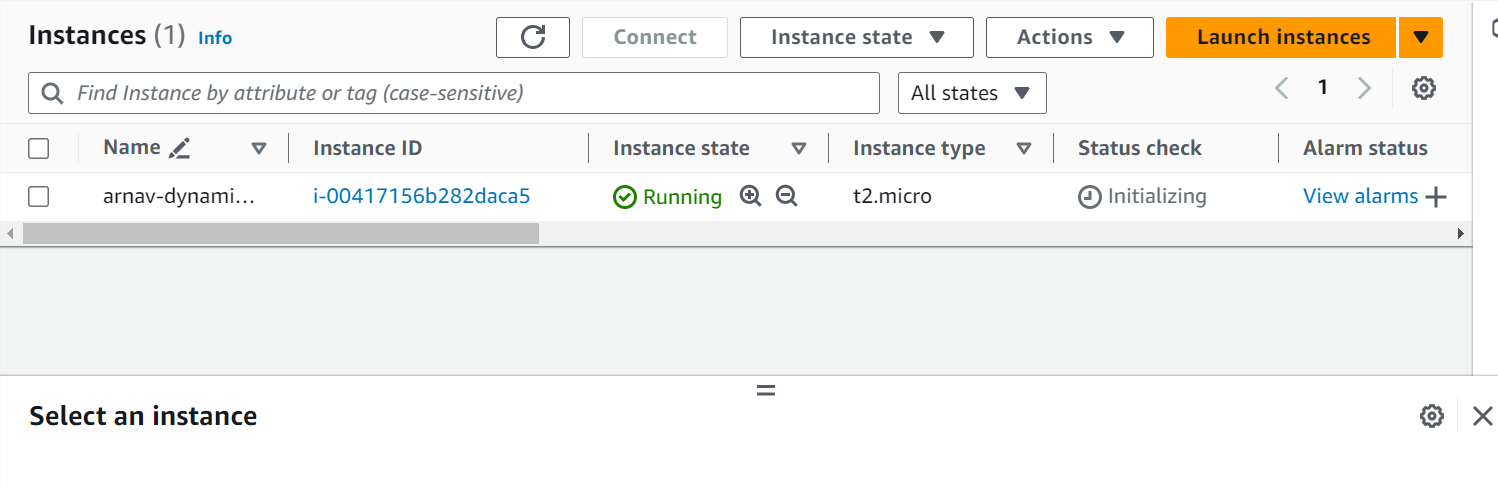 Instances (1) Info Connect Instance state Actions Launch instances
Find Instance by attribute or tag (case-sensitive) All states 1
Name Instance ID Instance state Instance type Status check Alarm status
arnav-dynami... i-00417156b282daca5 Running t2.micro Initializing View alarms
Select an instance